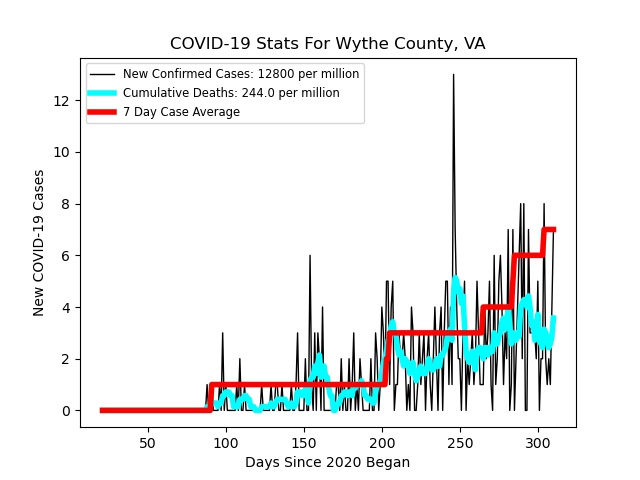 COVID-19 Stats For Wythe County, VA
New Confirmed Cases: 12800 per million
Cumulative Deaths: 244.0 per million
7 Day Case Average
New COVID-19 Cases
12
10
8
6
4
2
0
50 100 150 200 250 300
Days Since 2020 Began